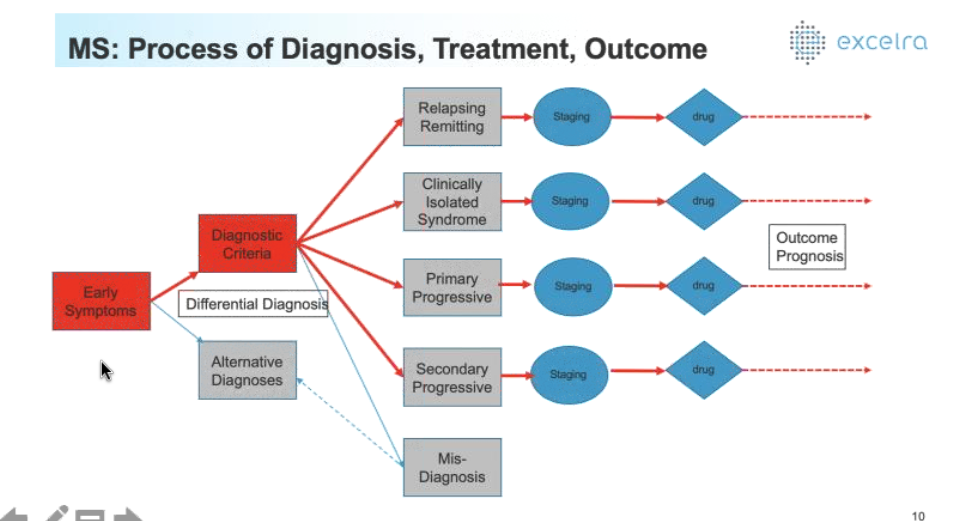 MS: Process of Diagnosis, Treatment, Outcome
excelra
Relapsing
Remitting
Staging
drug
Clinically
Isolated
Syndrome
Staging
drug
Diagnostic
Criteria
Outcome
Prognosis
Early
Symptoms
Differential Diagnosis
Primary
Progressive
Staging
drug
Alternative
Diagnoses
Secondary
Progressive
Staging
drug
Mis-
Diagnosis
10